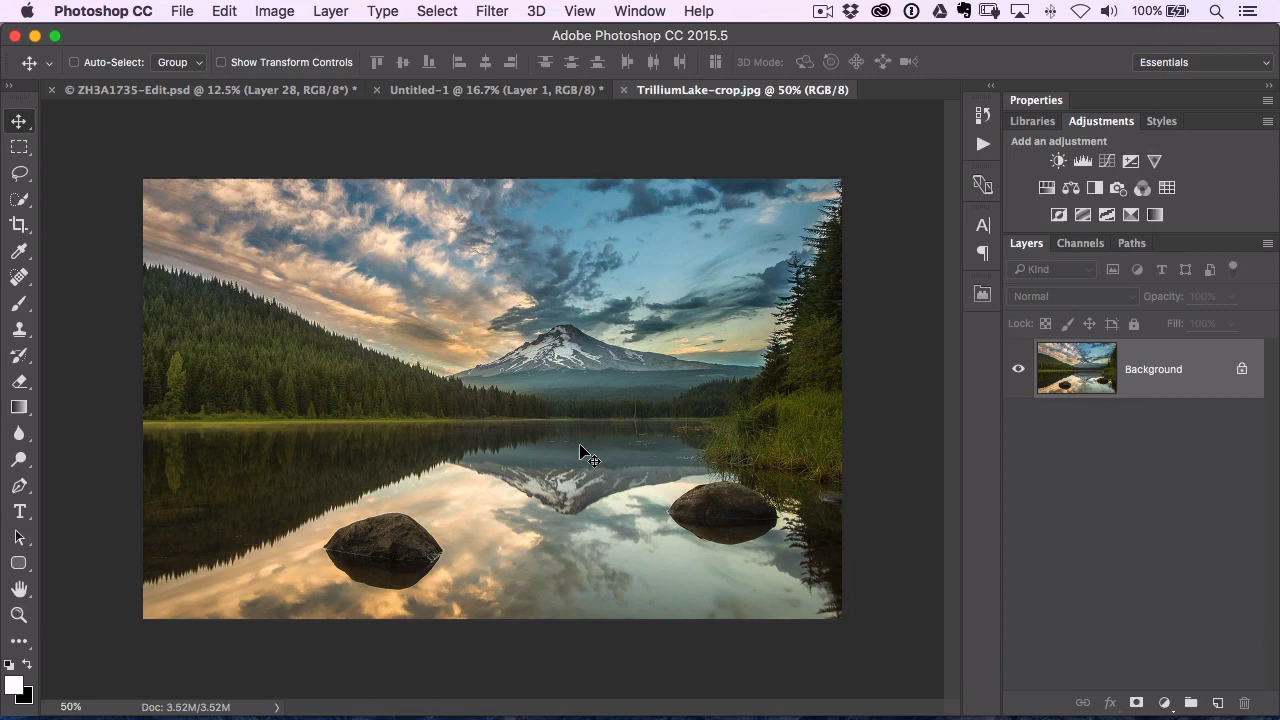 Photoshop CC File Edit Image Layer Type Select Filter 3D View Window Help 100%
Adobe Photoshop CC 2015.5
Auto-Select: Group Show Transform Controls 3D Mode: Essentials
© ZH3A1735-Edit.psd @ 12.5% (Layer 28, RGB/8*) * Untitled-1 @ 16.7% (Layer 1, RGB/8) * TrilliumLake-crop.jpg @ 50% (RGB/8)
Properties
Libraries Adjustments Styles
Add an adjustment
Layers Channels Paths
Kind
Normal Opacity: 100%
Lock: Fill: 100%
Background
50% Doc: 3.52M/3.52M